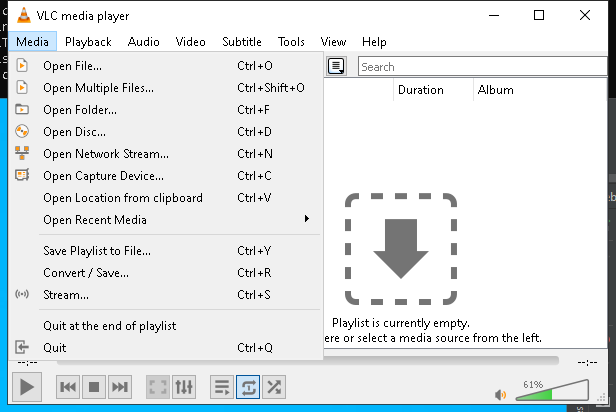 VLC media player
Media Playback Audio Video Subtitle Tools View Help
Open File... Ctrl+O
Open Multiple Files... Ctrl+Shift+O
Open Folder... Ctrl+F
Open Disc... Ctrl+D
Open Network Stream... Ctrl+N
Open Capture Device... Ctrl+C
Open Location from clipboard Ctrl+V
Open Recent Media
Save Playlist to File... Ctrl+Y
Convert / Save... Ctrl+R
Stream... Ctrl+S
Quit at the end of playlist
Quit Ctrl+Q
Search
Duration Album
Playlist is currently empty.
ere or select a media source from the left.
--:-- --:--
61%